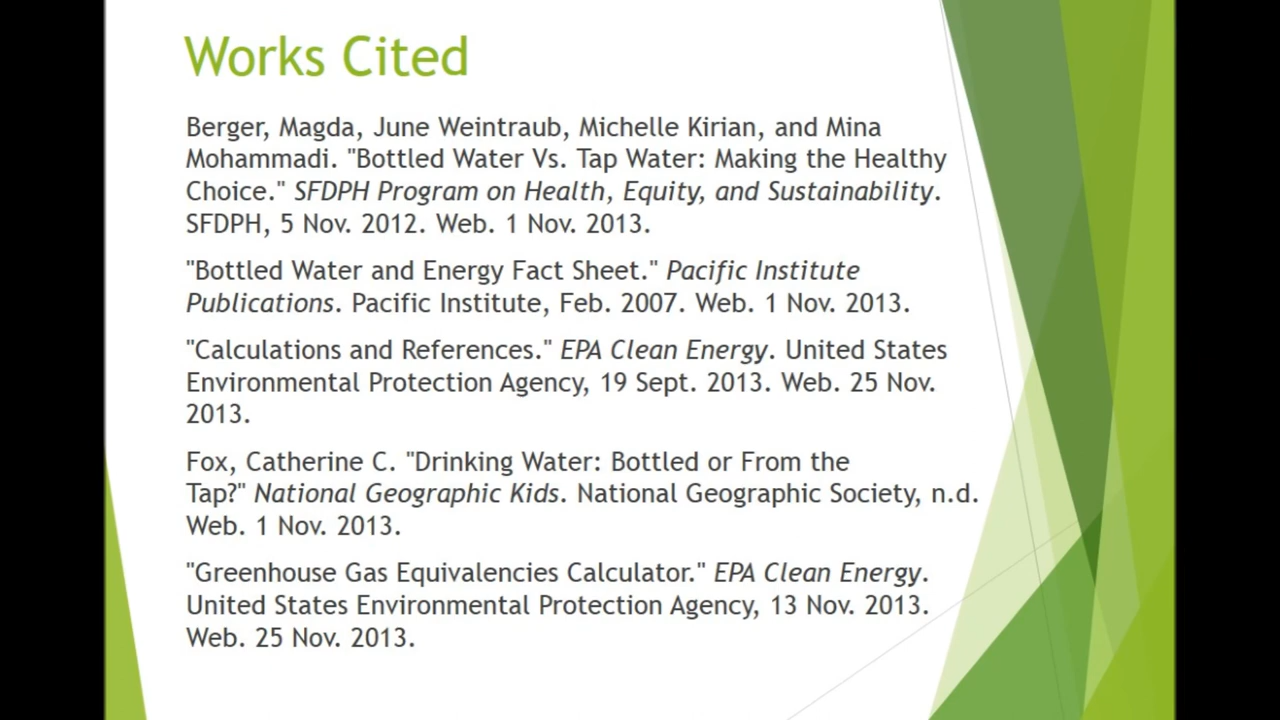 Works Cited
Berger, Magda, June Weintraub, Michelle Kirian, and Mina
Mohammadi. "Bottled Water Vs. Tap Water: Making the Healthy
Choice." SFDPH Program on Health, Equity, and Sustainability.
SFDPH, 5 Nov. 2012. Web. 1 Nov. 2013.
"Bottled Water and Energy Fact Sheet." Pacific Institute
Publications. Pacific Institute, Feb. 2007. Web. 1 Nov. 2013.
"Calculations and References." EPA Clean Energy. United States
Environmental Protection Agency, 19 Sept. 2013. Web. 25 Nov.
2013.
Fox, Catherine C. "Drinking Water: Bottled or From the
Tap?" National Geographic Kids. National Geographic Society, n.d.
Web. 1 Nov. 2013.
"Greenhouse Gas Equivalencies Calculator." EPA Clean Energy.
United States Environmental Protection Agency, 13 Nov. 2013.
Web. 25 Nov. 2013.